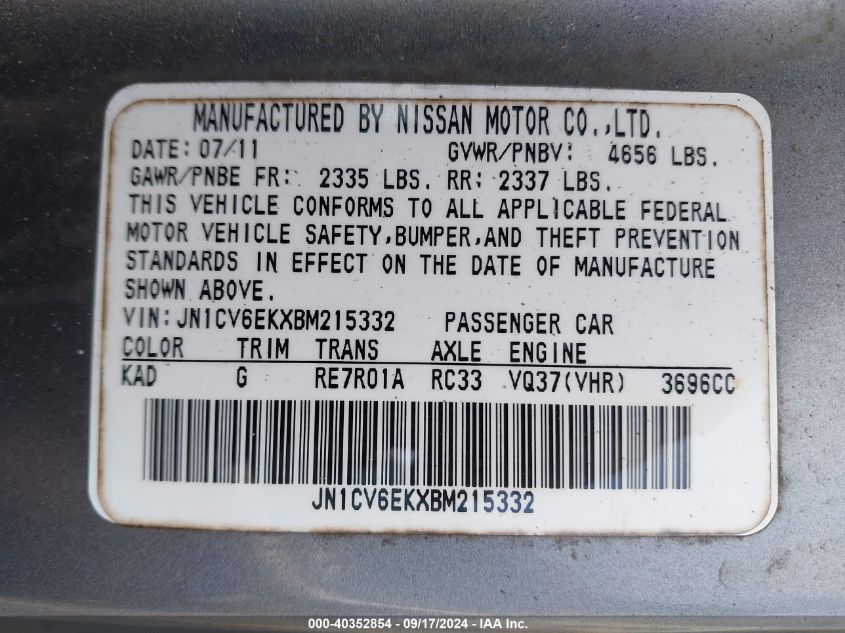 MANUFACTURED BY NISSAN MOTOR CO.,LTD.
DATE: 07/11 GVWR/PNBV: 4656 LBS.
GAWR/PNBE FR: 2335 LBS. RR: 2337 LBS.
THIS VEHICLE CONFORMS TO ALL APPLICABLE FEDERAL
MOTOR VEHICLE SAFETY,BUMPER,AND THEFT PREVENTION
STANDARDS IN EFFECT ON THE DATE OF MANUFACTURE
SHOWN ABOVE.
VIN: JN1CV6EKXBM215332 PASSENGER CAR
COLOR TRIM TRANS AXLE ENGINE
KAD G RE7R01A RC33 VQ37(VHR) 3696CC
JN1CV6EKXBM215332
000-40352854 - 09/17/2024 - IAA Inc.